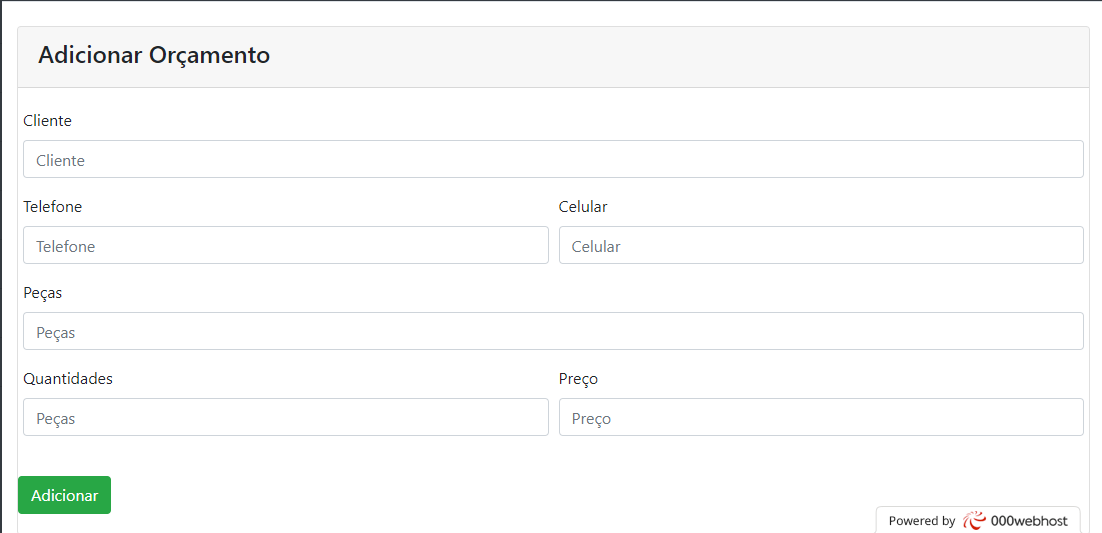 Adicionar Orçamento
Cliente
Cliente
Telefone Celular
Telefone Celular
Peças
Peças
Quantidades Preço
Peças Preço
Adicionar
Powered by 000webhost